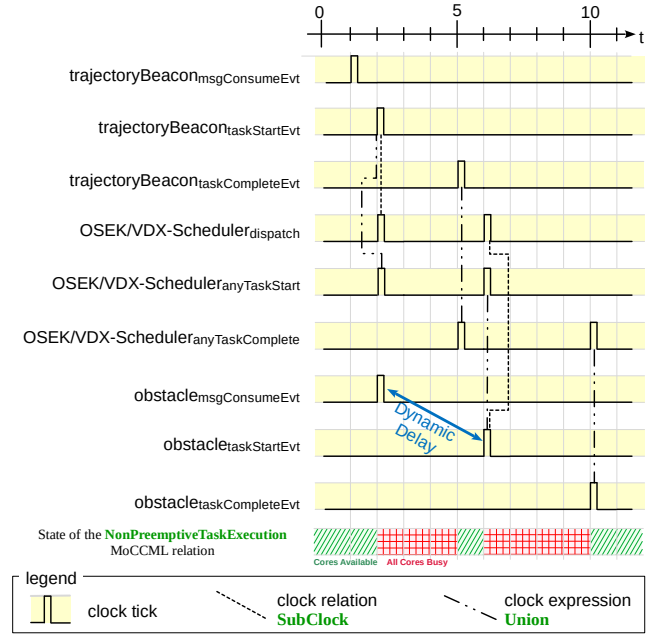 0 5 10
t
trajectoryBeaconmsgConsumeEvt
trajectoryBeacontaskStartEvt
trajectoryBeacontaskCompleteEvt
OSEK/VDX-Schedulerdispatch
OSEK/VDX-ScheduleranyTaskStart
OSEK/VDX-ScheduleranyTaskComplete
obstaclemsgConsumeEvt
Dynamic
Delay
obstacletaskStartEvt
obstacletaskCompleteEvt
State of the NonPreemptiveTaskExecution
MoCCML relation
Cores Available All Cores Busy
legend
clock tick
clock relation
SubClock
clock expression
Union